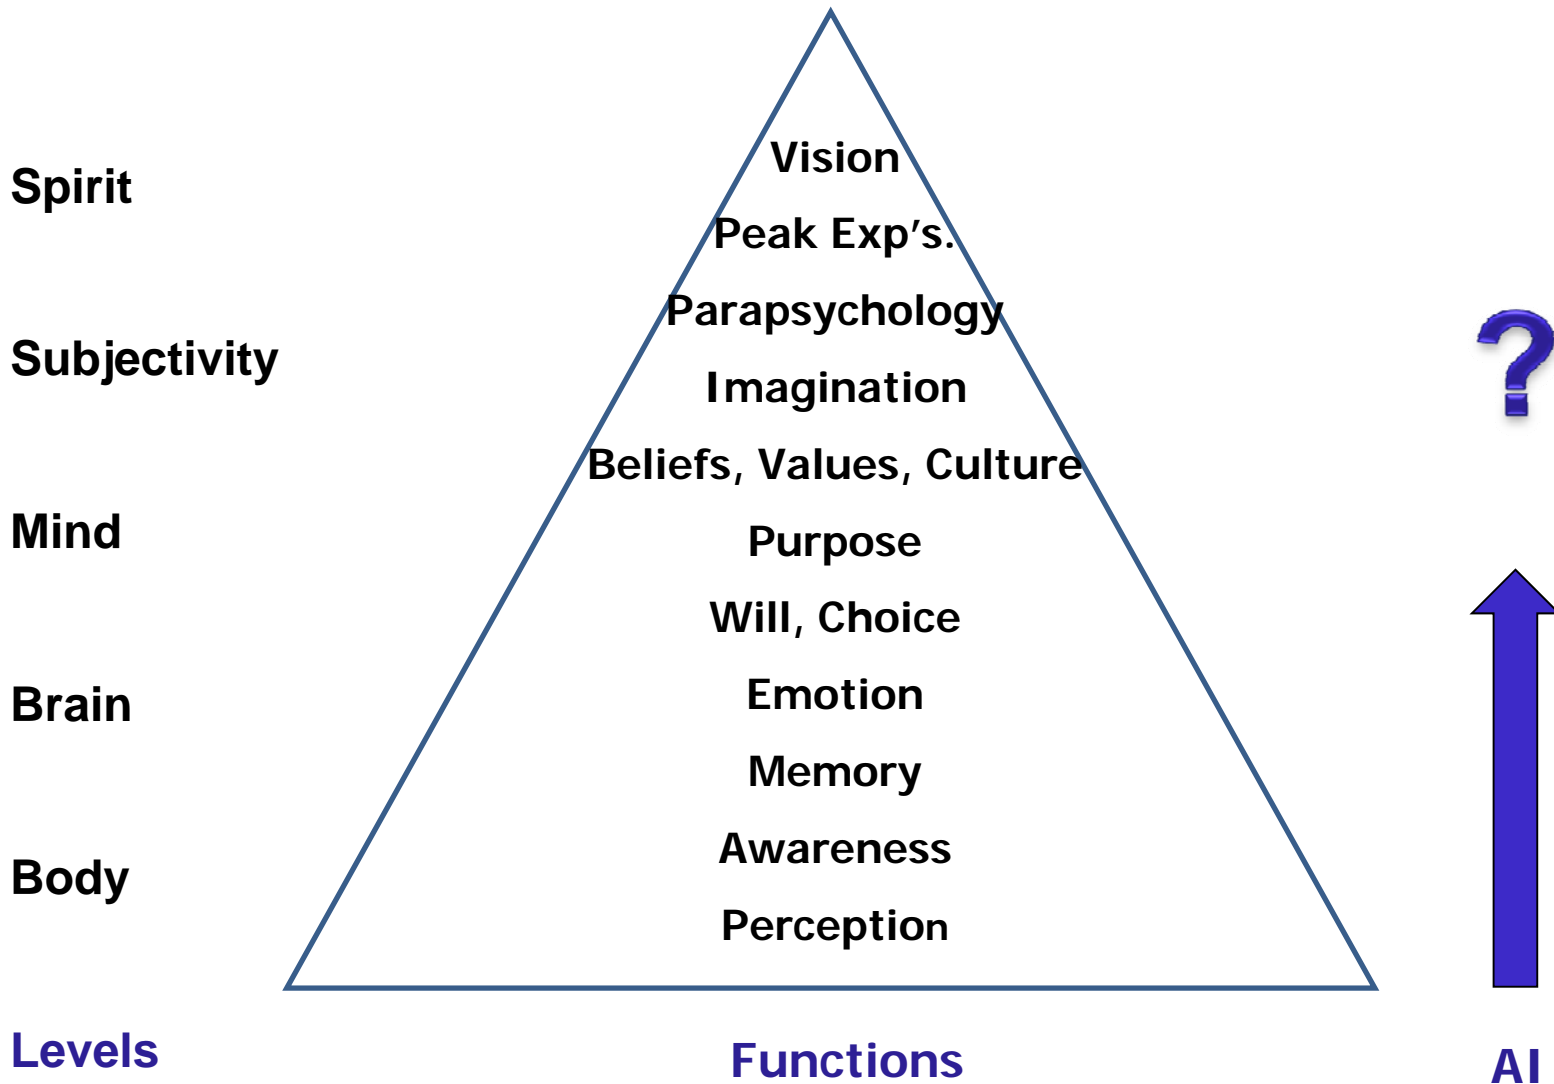 Vision
Spirit
Peak Exp's.
Parapsychology
Subjectivity
Imagination
?
Beliefs, Values, Culture
Mind
Purpose
Will, Choice
Emotion
Brain
Memory
Awareness
Body
Perception
Levels
Functions
AI